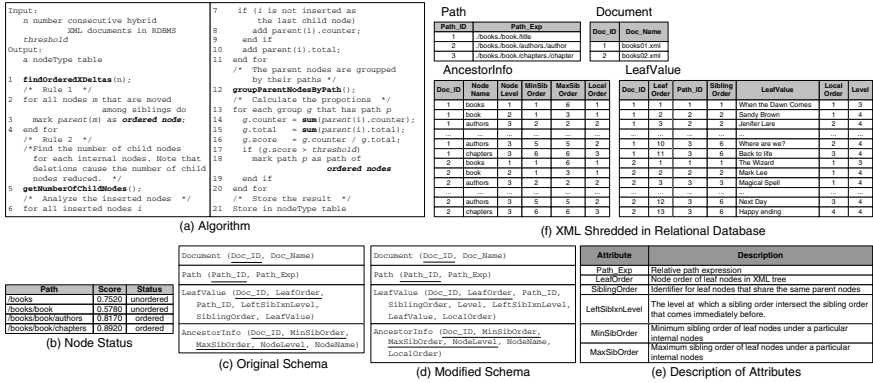 Input:
n number consecutive hybrid
XML documents in RDBMS
threshold
Output:
a nodeType table
1 findOrderedXDeltas(n);
/* Rule 1 */
2 for all nodes m that are moved
among siblings do
3 mark parent(m) as ordered node;
4 end for
/* Rule 2 */
/*Find the number of child nodes
for each internal nodes. Note that
deletions cause the number of child
nodes reduced. */
5 getNumberOfChildNodes();
/* Analyze the inserted nodes */
6 for all inserted nodes i
7 if (i is not inserted as
the last child node)
8 add parent(i).counter;
9 end if
10 add parent(i).total;
11 end for
/* The parent nodes are groupped
by their paths */
12 groupParentNodesByPath();
/* Calculate the propotions */
13 for each group g that has path p
14 g.counter = sum(parent(i).counter);
15 g.total = sum(parent(i).total);
16 g.score = g.counter / g.total;
17 if (g.score > threshold)
18 mark path p as path of
ordered nodes
19 end if
20 end for
/* Store the result */
21 Store in nodeType table
(a) Algorithm
Path
Path_ID Path_Exp
1 ./books./book./title
2 ./books./book./authors./author
3 ./books./book./chapters./chapter
Document
Doc_ID Doc_Name
1 books01.xml
2 books02.xml
AncestorInfo
Doc_ID Node Name Node Level MinSib Order MaxSib Order Local Order
1 books 1 1 6 1
1 book 2 1 3 1
1 authors 3 2 2 2
... ... ... ... ... ...
1 authors 3 5 5 2
1 chapters 3 6 6 3
2 books 1 1 6 1
2 book 2 1 3 1
2 authors 3 2 2 2
... ... ... ... ... ...
2 authors 3 5 5 2
2 chapters 3 6 6 3
LeafValue
Doc_ID Leaf Order Path_ID Sibling Order LeafValue Local Order Level
1 1 1 1 When the Dawn Comes 1 3
1 2 2 2 Sandy Brown 1 4
1 3 2 2 Jenifer Lare 2 4
... ... ... ... ... ... ...
1 10 3 6 Where are we? 2 4
1 11 3 6 Back to life 3 4
2 1 1 1 The Wizard 1 3
2 2 2 2 Mark Lee 1 4
2 3 3 3 Magical Spell 1 4
... ... ... ... ... ... ...
2 12 3 6 Next Day 3 4
2 13 3 6 Happy ending 4 4
(f) XML Shredded in Relational Database
Path Score Status
/books 0.7520 unordered
/books/book 0.5780 unordered
/books/book/authors 0.8170 ordered
/books/book/chapters 0.8920 ordered
(b) Node Status
Document (Doc_ID, Doc_Name)
Path (Path_ID, Path_Exp)
LeafValue (Doc_ID, LeafOrder,
Path_ID, LeftSibIxnLevel,
SiblingOrder, LeafValue)
AncestorInfo (Doc_ID, MinSibOrder,
MaxSibOrder, NodeLevel, NodeName)
(c) Original Schema
Document (Doc_ID, Doc_Name)
Path (Path_ID, Path_Exp)
LeafValue (Doc_ID, LeafOrder, Path_ID,
SiblingOrder, Level, LeftSibIxnLevel,
LeafValue, LocalOrder)
AncestorInfo (Doc_ID, MinSibOrder,
MaxSibOrder, NodeLevel, NodeName,
LocalOrder)
(d) Modified Schema
Attribute Description
Path_Exp Relative path expression
LeafOrder Node order of leaf nodes in XML tree
SiblingOrder Identifier for leaf nodes that share the same parent nodes
LeftSibIxnLevel The level at which a sibling order intersect the sibling order
that comes immediately before.
MinSibOrder Minimum sibling order of leaf nodes under a particular
internal nodes
MaxSibOrder Maximum sibling order of leaf nodes under a particular
internal nodes
(e) Description of Attributes